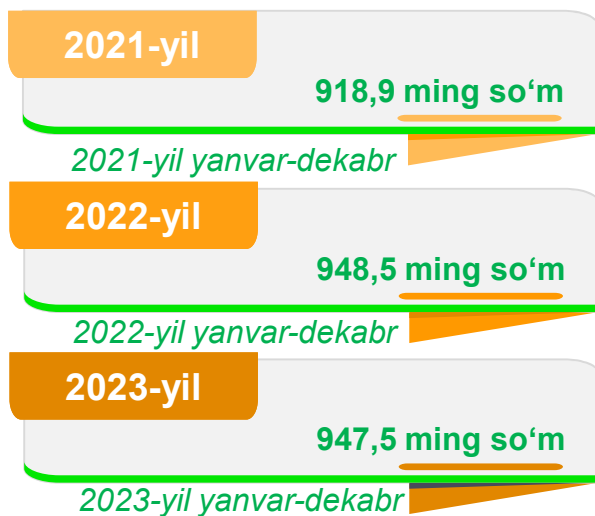 2021-yil
918,9 ming so‘m
2021-yil yanvar-dekabr
2022-yil
948,5 ming so‘m
2022-yil yanvar-dekabr
2023-yil
947,5 ming so‘m
2023-yil yanvar-dekabr